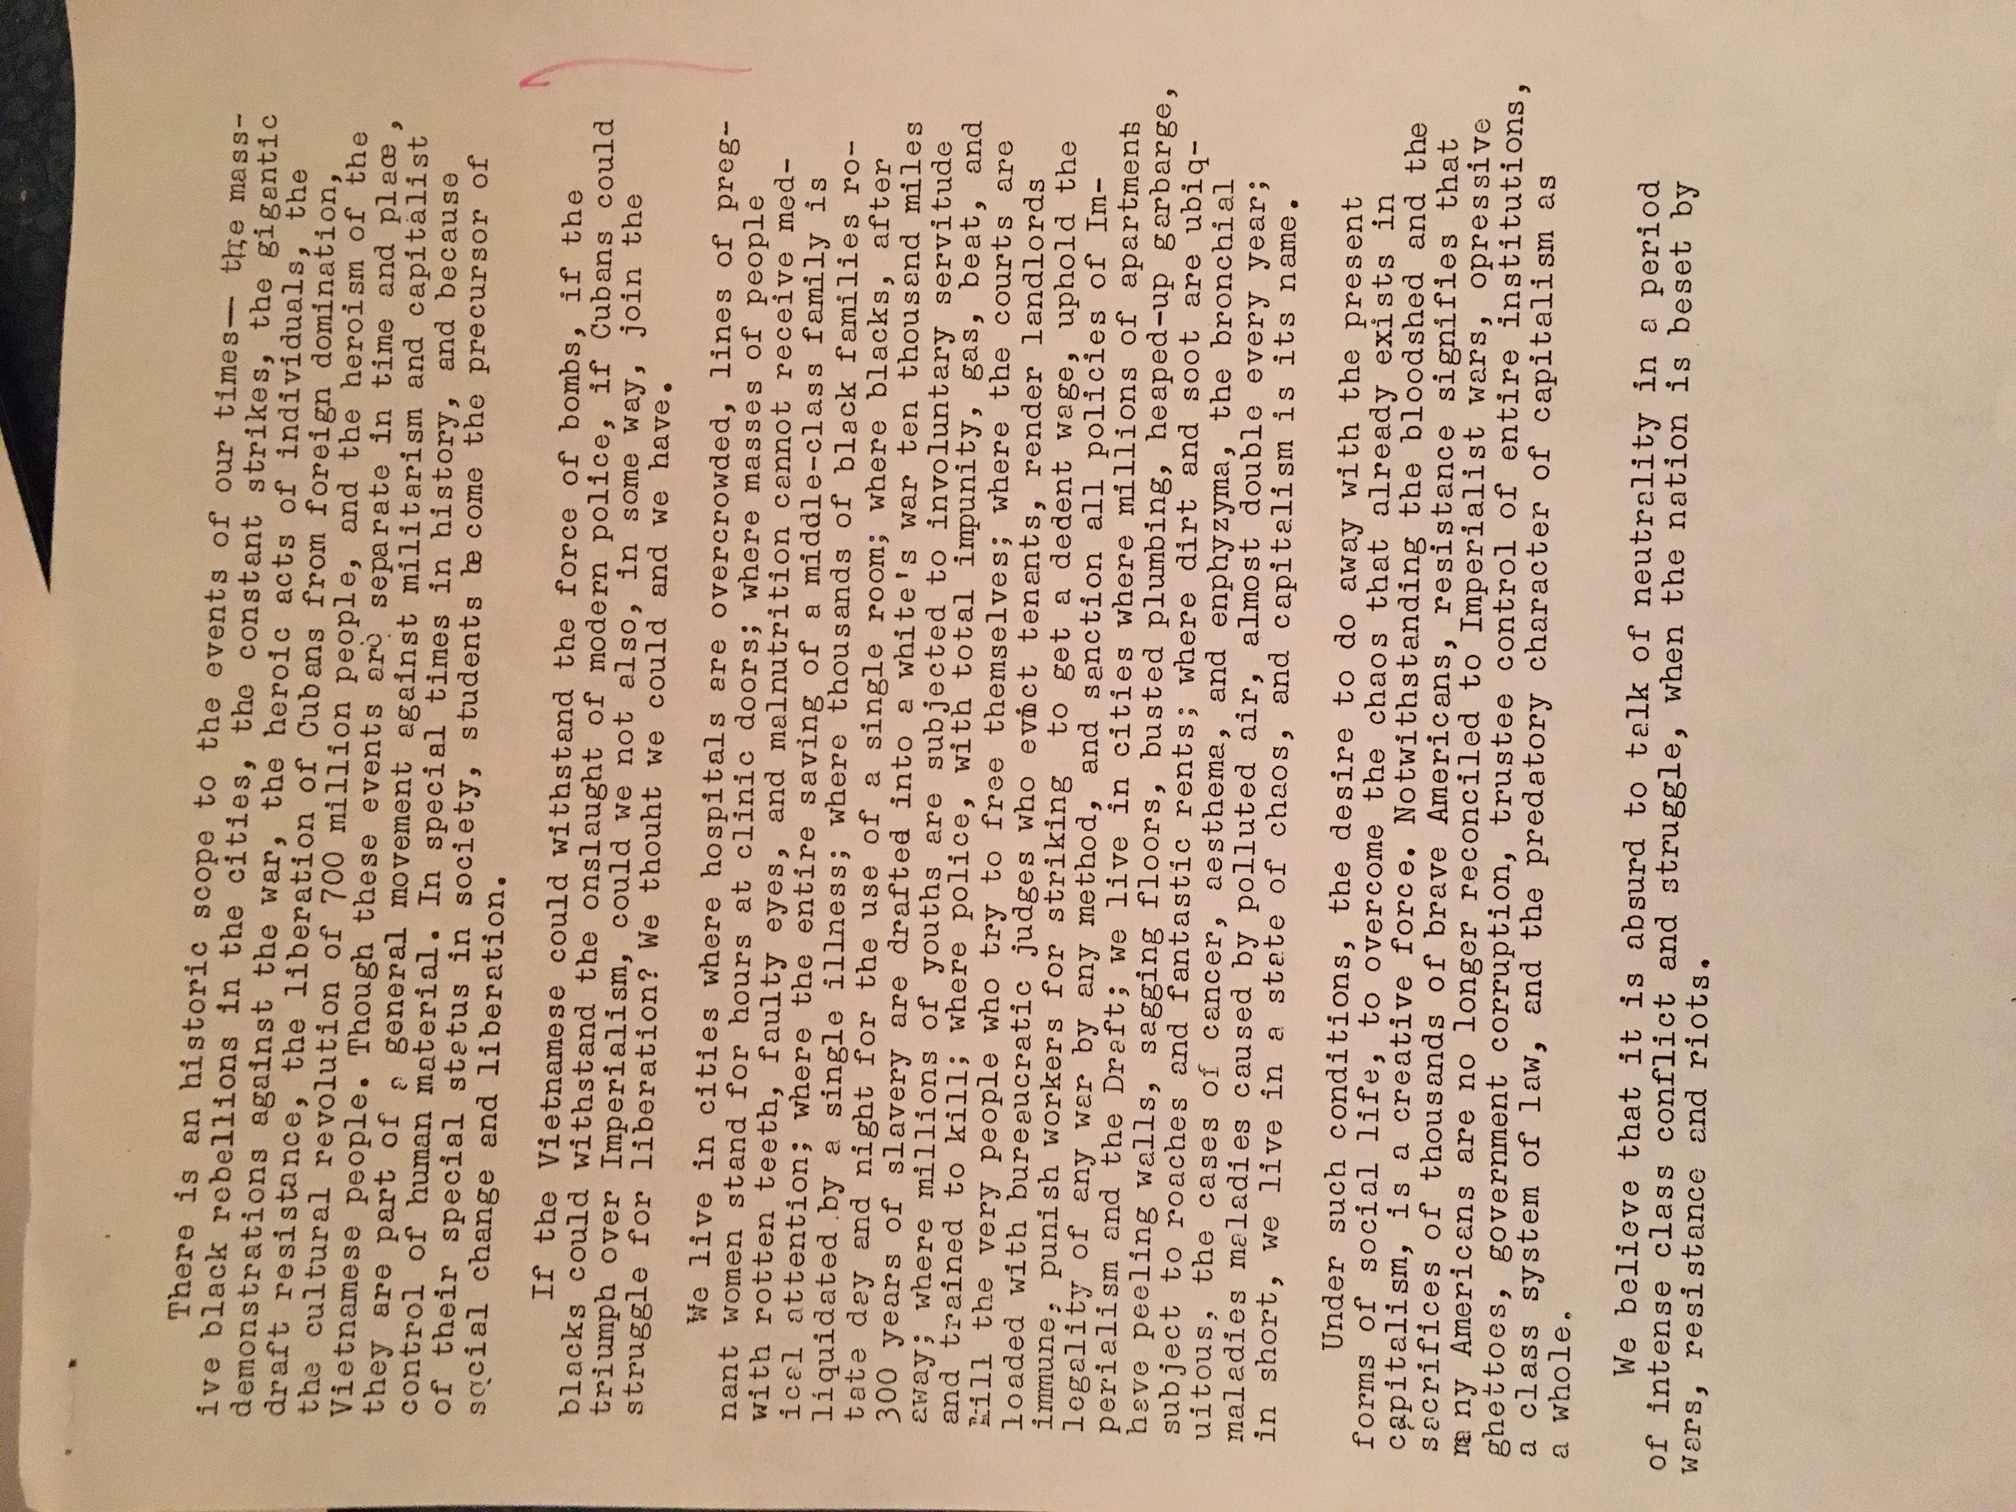 There is an historic scope to the events of our times— the mass-
ive black rebellions in the cities, the constant strikes, the gigantic
demonstrations against the war, the heroic acts of individuals, the
draft resistance, the liberation of Cubans from foreign domination,
the cultural revolution of 700 million people, and the heroism of the
Vietnamese people. Though these events are separate in time and place,
they are part of a general movement against militarism and capitalist
control of human material. In special times in history, and because
of their special status in society, students become the precursor of
social change and liberation.
If the Vietnamese could withstand the force of bombs, if the
blacks could withstand the onslaught of modern police, if Cubans could
triumph over Imperialism, could we not also, in some way, join the
struggle for liberation? We thought we could and we have.
We live in cities where hospitals are overcrowded, lines of preg-
nant women stand for hours at clinic doors; where masses of people
with rotten teeth, faulty eyes, and malnutrition cannot receive med-
ical attention; where the entire saving of a middle-class family is
liquidated by a single illness; where thousands of black families ro-
tate day and night for the use of a single room; where blacks, after
300 years of slavery are drafted into a white's war ten thousand miles
away; where millions of youths are subjected to involuntary servitude
and trained to kill; where police, with total impunity, gas, beat, and
kill the very people who try to free themselves; where the courts are
loaded with bureaucratic judges who evict tenants, render landlords
immune, punish workers for striking to get a dedent wage, uphold the
legality of any war by any method, and sanction all policies of Im-
perialism and the Draft; we live in cities where millions of apartments
have peeling walls, sagging floors, busted plumbing, heaped-up garbarge,
subject to roaches and fantastic rents; where dirt and soot are ubiq-
uitous, the cases of cancer, aesthema, and enphyzyma, the bronchial
maladies maladies caused by polluted air, almost double every year;
in short, we live in a state of chaos, and capitalism is its name.
Under such conditions, the desire to do away with the present
forms of social life, to overcome the chaos that already exists in
capitalism, is a creative force. Notwithstanding the bloodshed and the
sacrifices of thousands of brave Americans, resistance signifies that
many Americans are no longer reconciled to Imperialist wars, opressive
ghettoes, government corruption, trustee control of entire institutions,
a class system of law, and the predatory character of capitalism as
a whole.
We believe that it is absurd to talk of neutrality in a period
of intense class conflict and struggle, when the nation is beset by
wars, resistance and riots.